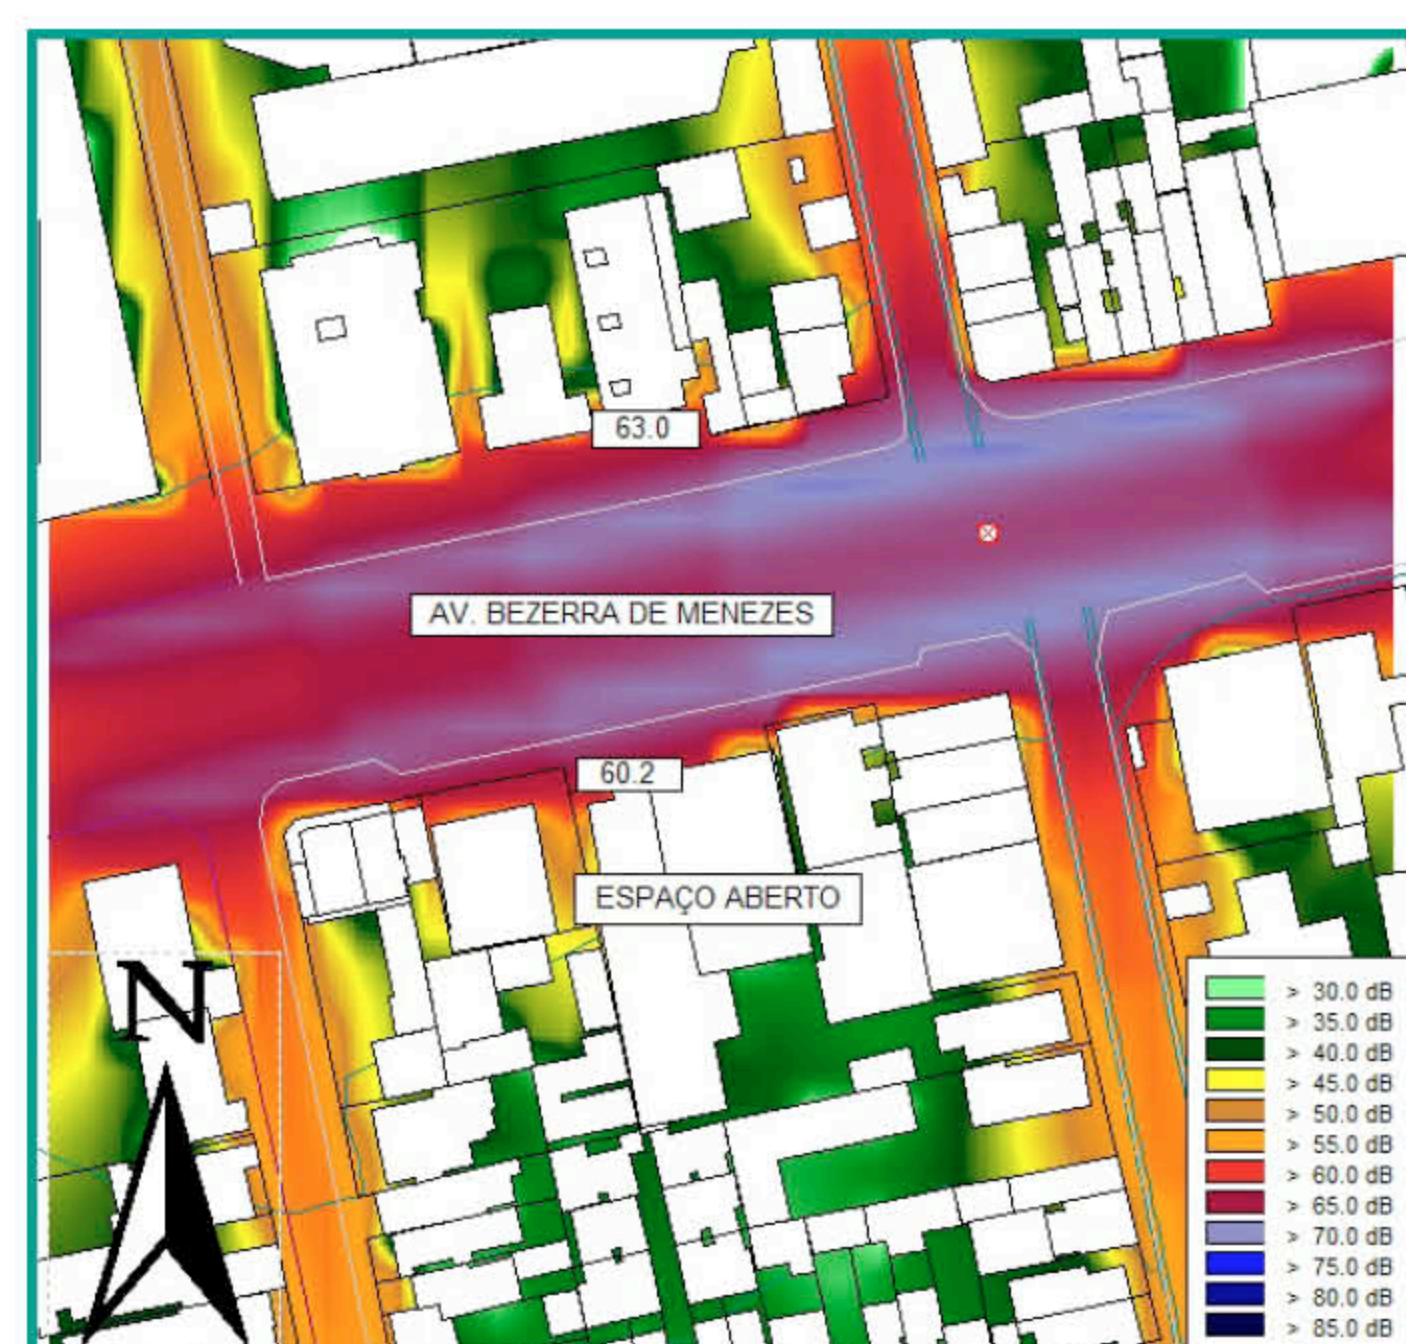 63.0
AV. BEZERRA DE MENEZES
60.2
ESPAÇO ABERTO
N
> 30.0 dB
> 35.0 dB
> 40.0 dB
> 45.0 dB
> 50.0 dB
> 55.0 dB
> 60.0 dB
> 65.0 dB
> 70.0 dB
> 75.0 dB
> 80.0 dB
> 85.0 dB